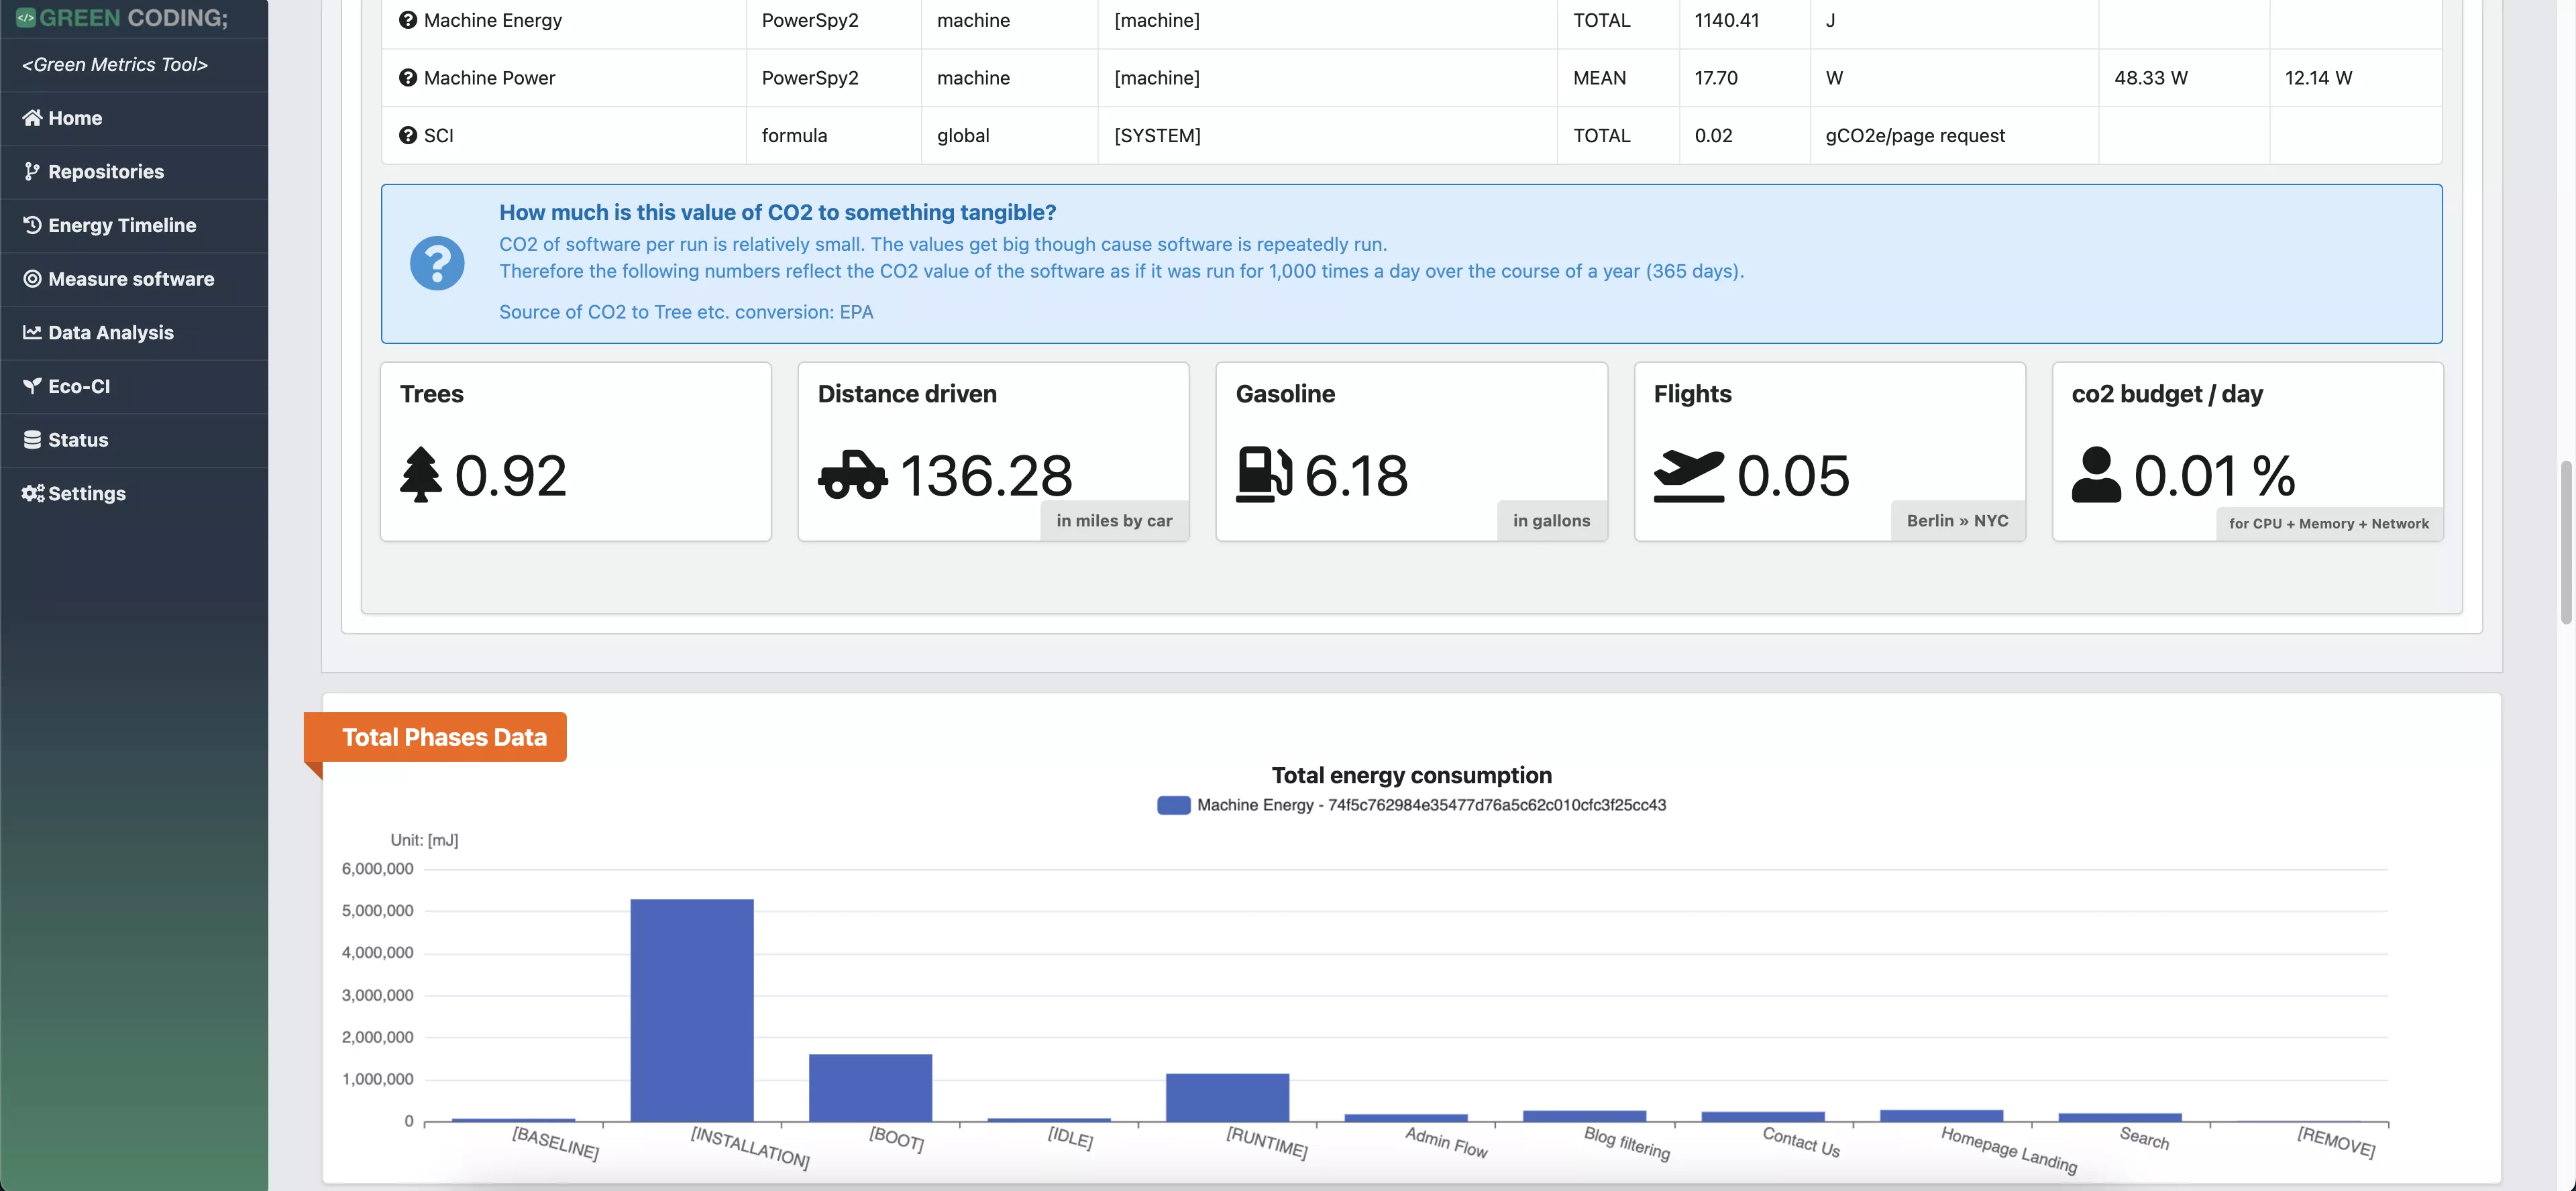 GREEN CODING;
<Green Metrics Tool>
Home
Repositories
Energy Timeline
Measure software
Data Analysis
Eco-CI
Status
Settings
Machine Energy PowerSpy2 machine [machine] TOTAL 1140.41 J
Machine Power PowerSpy2 machine [machine] MEAN 17.70 W 48.33 W 12.14 W
SCI formula global [SYSTEM] TOTAL 0.02 gCO2e/page request
How much is this value of CO2 to something tangible?
CO2 of software per run is relatively small. The values get big though cause software is repeatedly run.
Therefore the following numbers reflect the CO2 value of the software as if it was run for 1,000 times a day over the course of a year (365 days).
Source of CO2 to Tree etc. conversion: EPA
Trees
0.92
Distance driven
136.28
in miles by car
Gasoline
6.18
in gallons
Flights
0.05
Berlin » NYC
co2 budget / day
0.01 %
for CPU + Memory + Network
Total Phases Data
Total energy consumption
Machine Energy - 74f5c762984e35477d76a5c62c010cfc3f25cc43
Unit: [mJ]
6,000,000
5,000,000
4,000,000
3,000,000
2,000,000
1,000,000
0
[BASELINE]
[INSTALLATION]
[BOOT]
[IDLE]
[RUNTIME]
Admin Flow
Blog filtering
Contact Us
Homepage Landing
Search
[REMOVE]